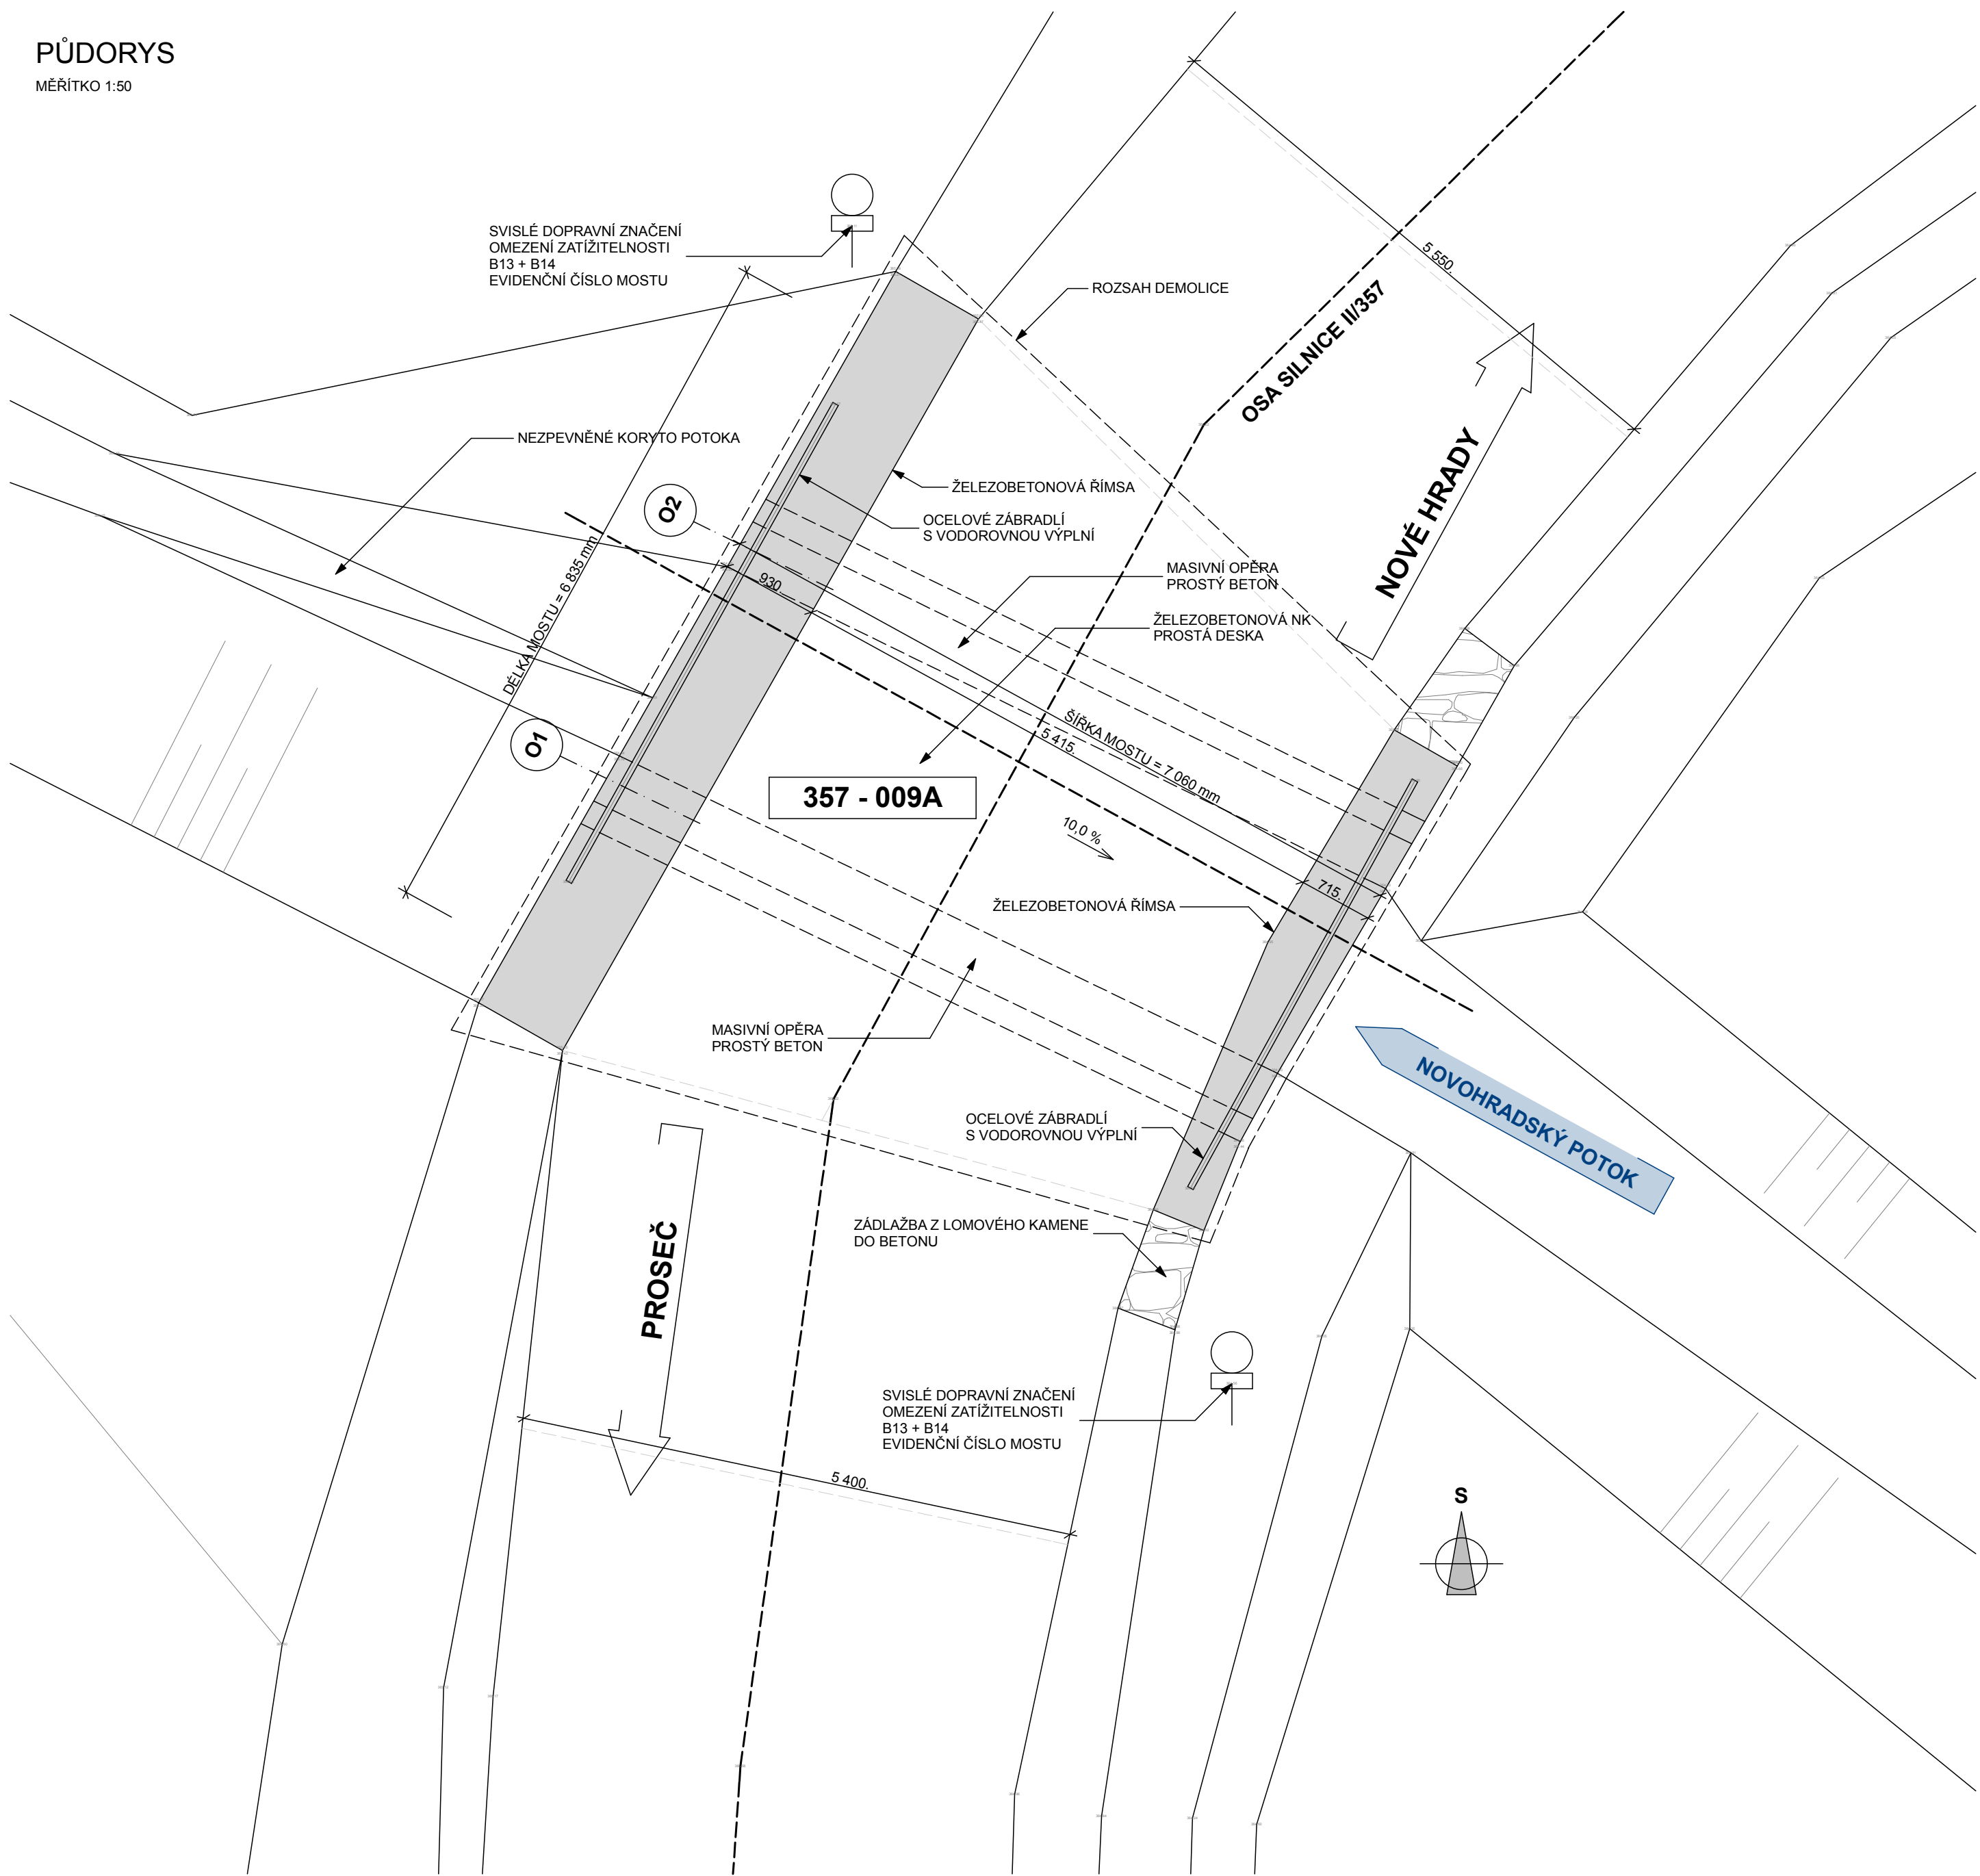 PŮDORYS
MĚŘÍTKO 1:50
SVISLÉ DOPRAVNÍ ZNAČENÍ
OMEZENÍ ZATÍŽITELNOSTI
B13 + B14
EVIDENČNÍ ČÍSLO MOSTU
5 550.
ROZSAH DEMOLICE
OSA SILNICE II/357
NEZPEVNĚNÉ KORYTO POTOKA
NOVÉ HRADY
ŽELEZOBETONOVÁ ŘÍMSA
O2
OCELOVÉ ZÁBRADLÍ
S VODOROVNOU VÝPLNÍ
MASIVNÍ OPĚRA
PROSTÝ BETON
930.
DÉLKA MOSTU = 6 835 mm
ŽELEZOBETONOVÁ NK
PROSTÁ DESKA
O1
ŠÍŘKA MOSTU = 7 060 mm
5 415.
357 - 009A
10,0 %
715.
ŽELEZOBETONOVÁ ŘÍMSA
MASIVNÍ OPĚRA
PROSTÝ BETON
NOVOHRADSKÝ POTOK
OCELOVÉ ZÁBRADLÍ
S VODOROVNOU VÝPLNÍ
ZÁDLAŽBA Z LOMOVÉHO KAMENE
DO BETONU
PROSEČ
SVISLÉ DOPRAVNÍ ZNAČENÍ
OMEZENÍ ZATÍŽITELNOSTI
B13 + B14
EVIDENČNÍ ČÍSLO MOSTU
5 400.
S